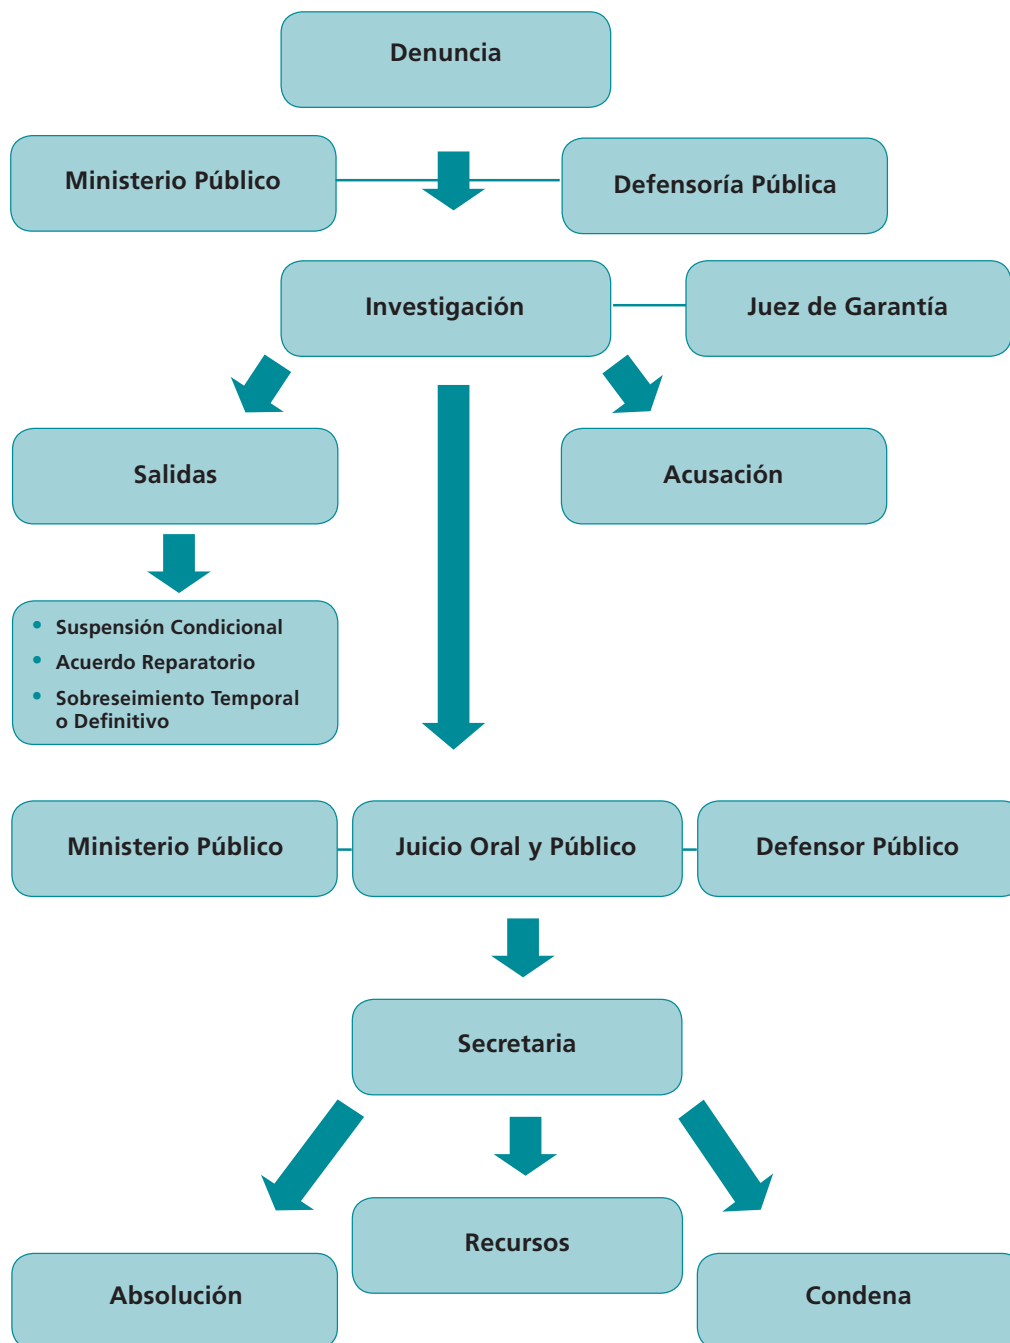 Denuncia
Ministerio Público
Defensoría Pública
Investigación
Juez de Garantía
Salidas
Acusación
• Suspensión Condicional
• Acuerdo Reparatorio
• Sobreseimiento Temporal
o Definitivo
Ministerio Público
Juicio Oral y Público
Defensor Público
Secretaria
Recursos
Absolución
Condena